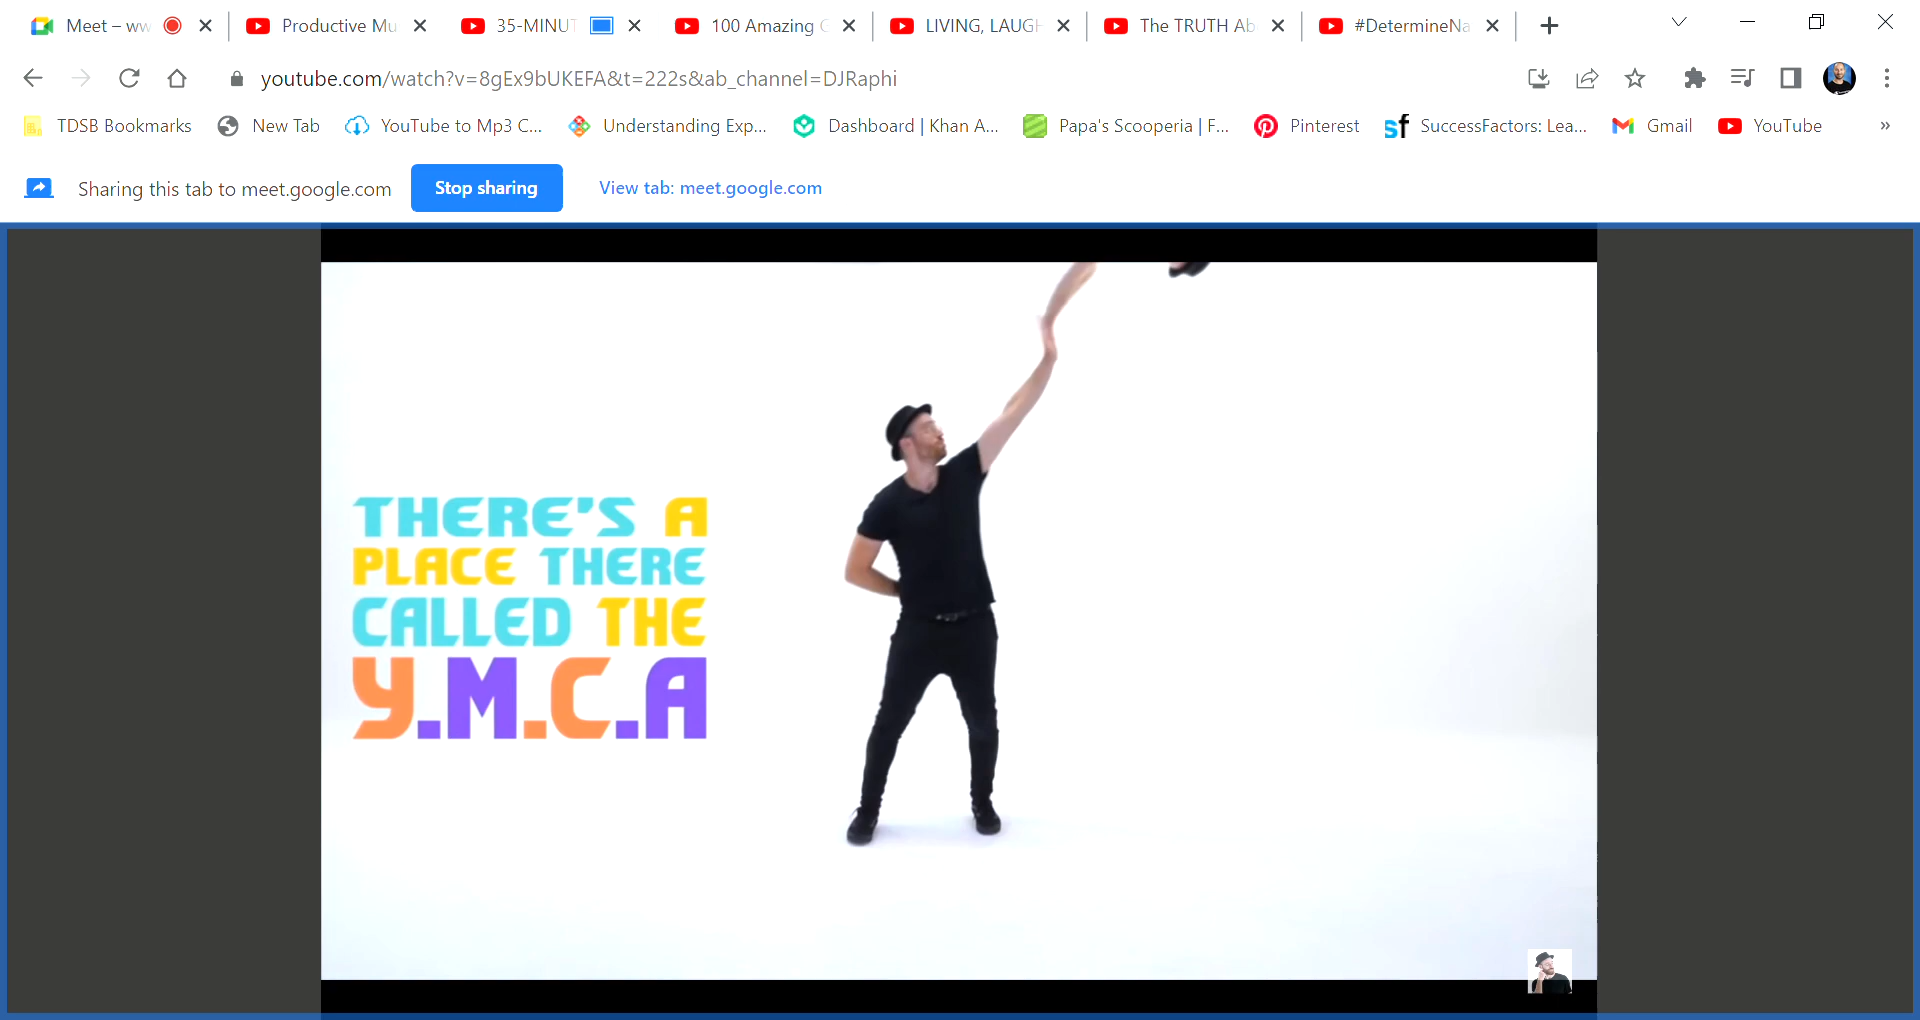 Meet – ww
Productive Mu
35-MINUT
100 Amazing
LIVING, LAUGH
The TRUTH Ab
#DetermineNa
youtube.com/watch?v=8gEx9bUKEFA&t=222s&ab_channel=DJRaphi
TDSB Bookmarks
New Tab
YouTube to Mp3 C...
Understanding Exp...
Dashboard | Khan A...
Papa's Scooperia | F...
Pinterest
sf
SuccessFactors: Lea...
Gmail
YouTube
»
Sharing this tab to meet.google.com
Stop sharing
View tab: meet.google.com
THERE'S A
PLACE THERE
CALLED THE
Y.M.C.A